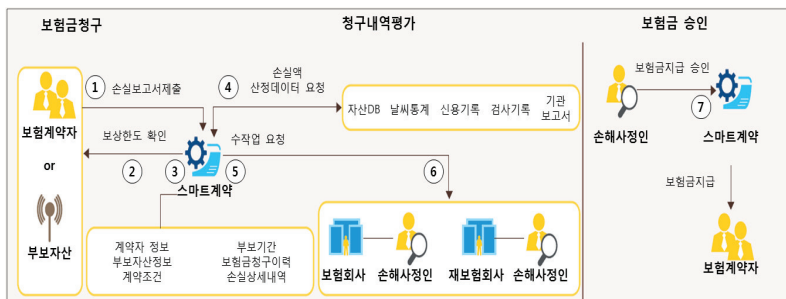 보험금청구
청구내역평가
보험금 승인
보험계약자
or
부보자산
1
손실보고서제출
보상한도 확인
2
3
스마트계약
5
4
손실액
산정데이터 요청
수작업 요청
6
자산DB 날씨통계 신용기록 검사기록 기관
보고서
계약자 정보
부보자산정보
계약조건
부보기간
보험금청구이력
손실상세내역
보험회사
손해사정인
재보험회사
손해사정인
보험금지급 승인
7
손해사정인
스마트계약
보험금지급
보험계약자